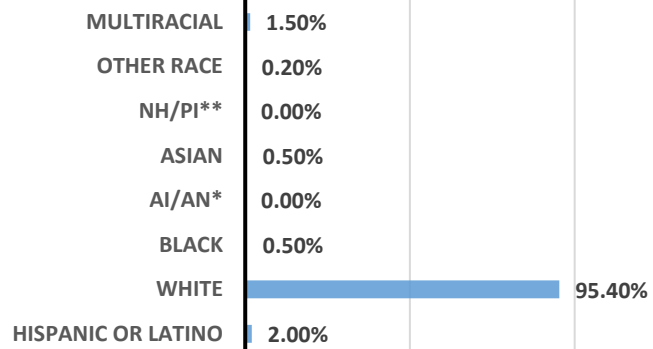 MULTIRACIAL 1.50%
OTHER RACE 0.20%
NH/PI** 0.00%
ASIAN 0.50%
AI/AN* 0.00%
BLACK 0.50%
WHITE 95.40%
HISPANIC OR LATINO 2.00%